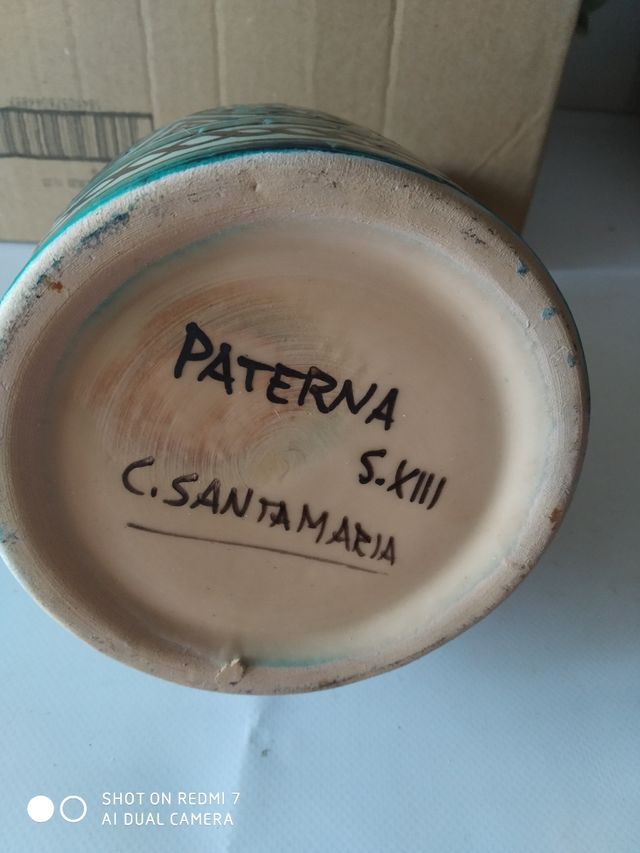 PATERNA
S.XIII
C. SANTAMARIA
SHOT ON REDMI 7
AI DUAL CAMERA